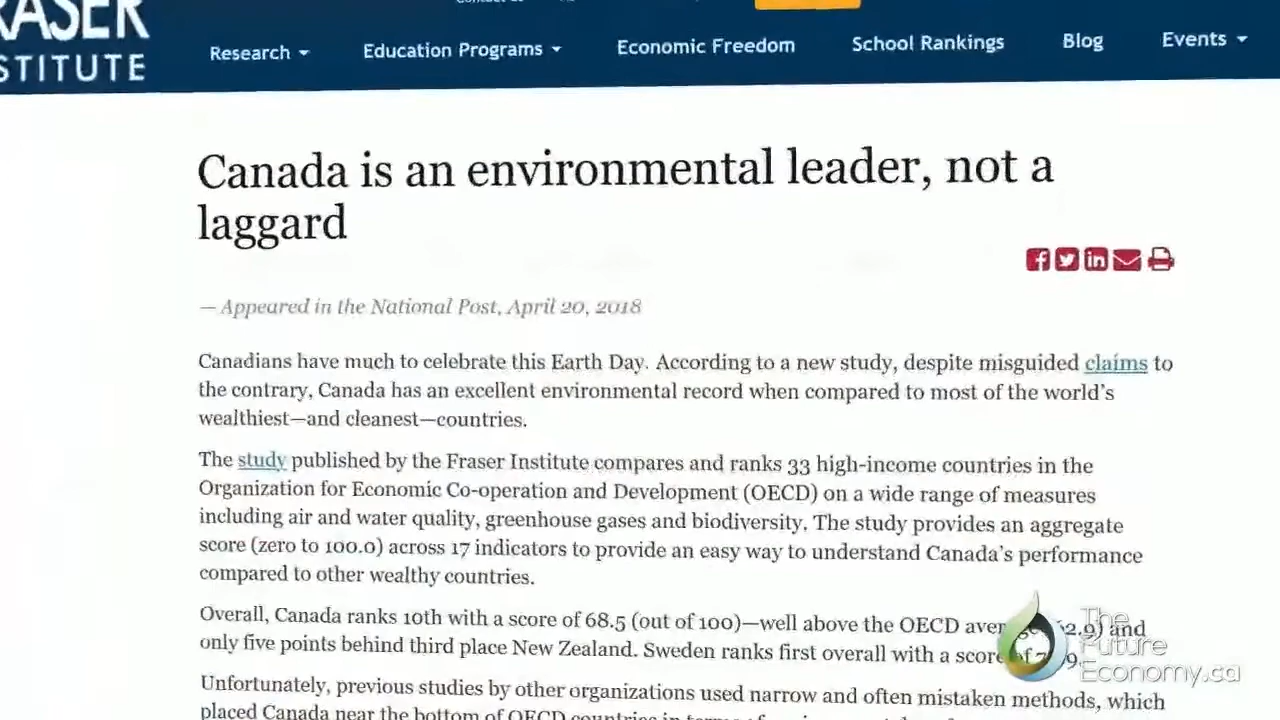 RASER
STITUTE
Research
Education Programs
Economic Freedom
School Rankings
Blog
Events
Canada is an environmental leader, not a
laggard
— Appeared in the National Post, April 20, 2018
Canadians have much to celebrate this Earth Day. According to a new study, despite misguided claims to
the contrary, Canada has an excellent environmental record when compared to most of the world's
wealthiest—and cleanest—countries.
The study published by the Fraser Institute compares and ranks 33 high-income countries in the
Organization for Economic Co-operation and Development (OECD) on a wide range of measures
including air and water quality, greenhouse gases and biodiversity. The study provides an aggregate
score (zero to 100.0) across 17 indicators to provide an easy way to understand Canada's performance
compared to other wealthy countries.
Overall, Canada ranks 10th with a score of 68.5 (out of 100)—well above the OECD and
only five points behind third place New Zealand. Sweden ranks first overall with a score of
Unfortunately, previous studies by other organizations used narrow and often mistaken methods, which
placed Canada near the bottom of OECD countries in terms of
The
Future
Economy.ca